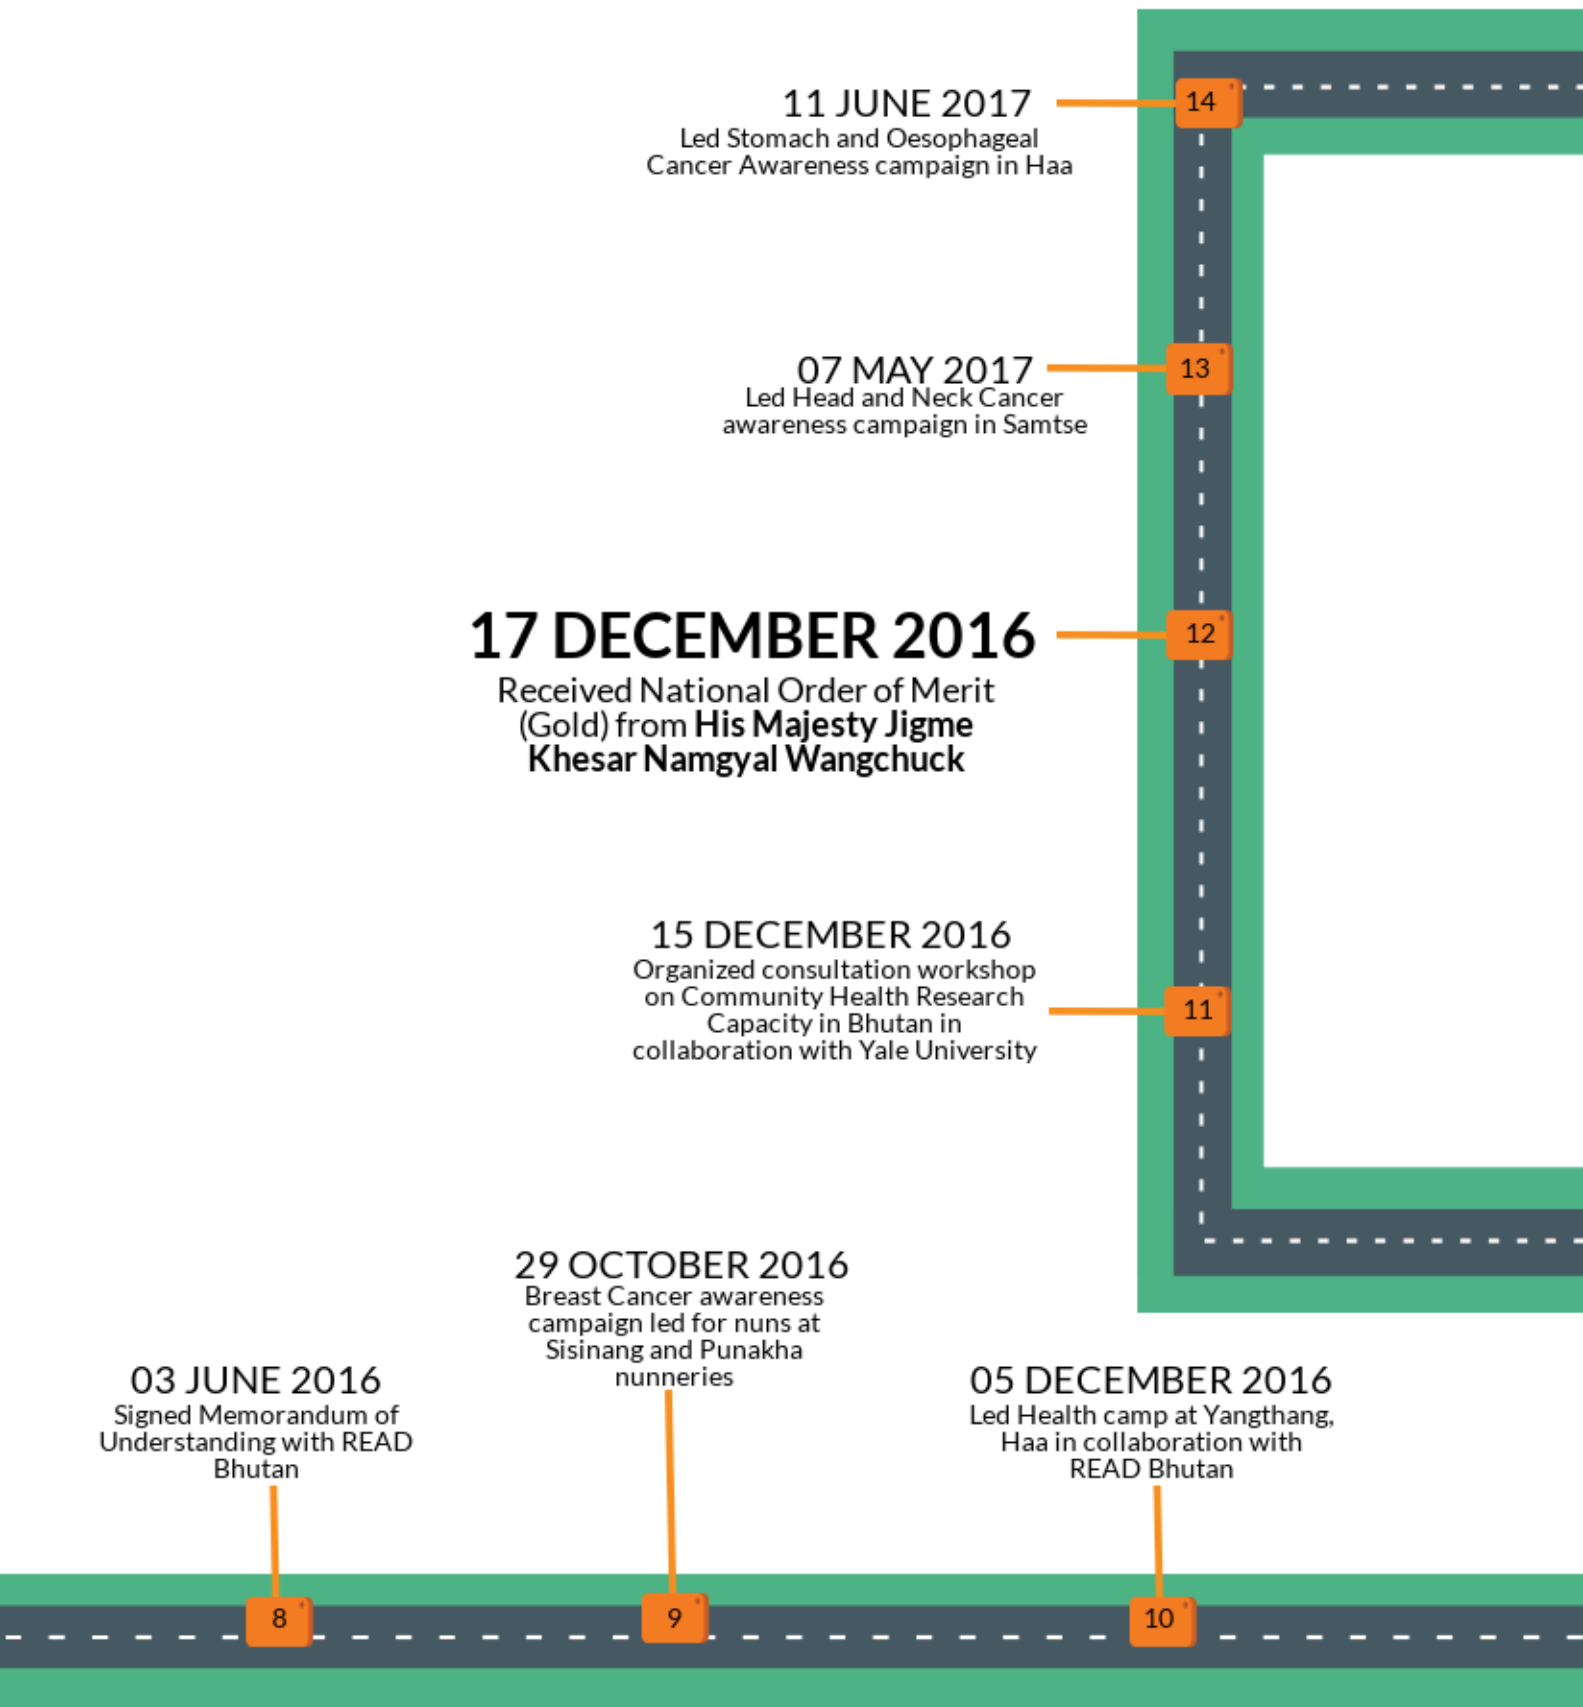 11 JUNE 2017
14
Led Stomach and Oesophageal
Cancer Awareness campaign in Haa
07 MAY 2017
13
Led Head and Neck Cancer
awareness campaign in Samtse
17 DECEMBER 2016
12
Received National Order of Merit
(Gold) from His Majesty Jigme
Khesar Namgyal Wangchuck
15 DECEMBER 2016
Organized consultation workshop
on Community Health Research
Capacity in Bhutan in
collaboration with Yale University
11
29 OCTOBER 2016
Breast Cancer awareness
campaign led for nuns at
Sisinang and Punakha
nunneries
03 JUNE 2016
Signed Memorandum of
Understanding with READ
Bhutan
05 DECEMBER 2016
Led Health camp at Yangthang,
Haa in collaboration with
READ Bhutan
8
9
10